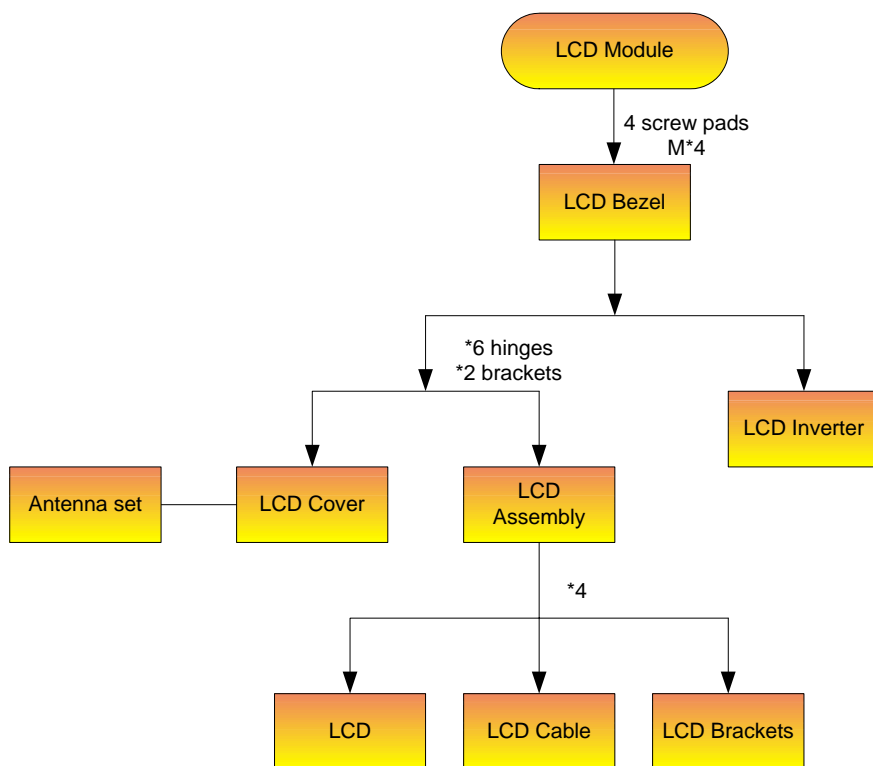 LCD Module
4 screw pads
M*4
LCD Bezel
*6 hinges
*2 brackets
LCD Inverter
Antenna set
LCD Cover
LCD
Assembly
*4
LCD
LCD Cable
LCD Brackets